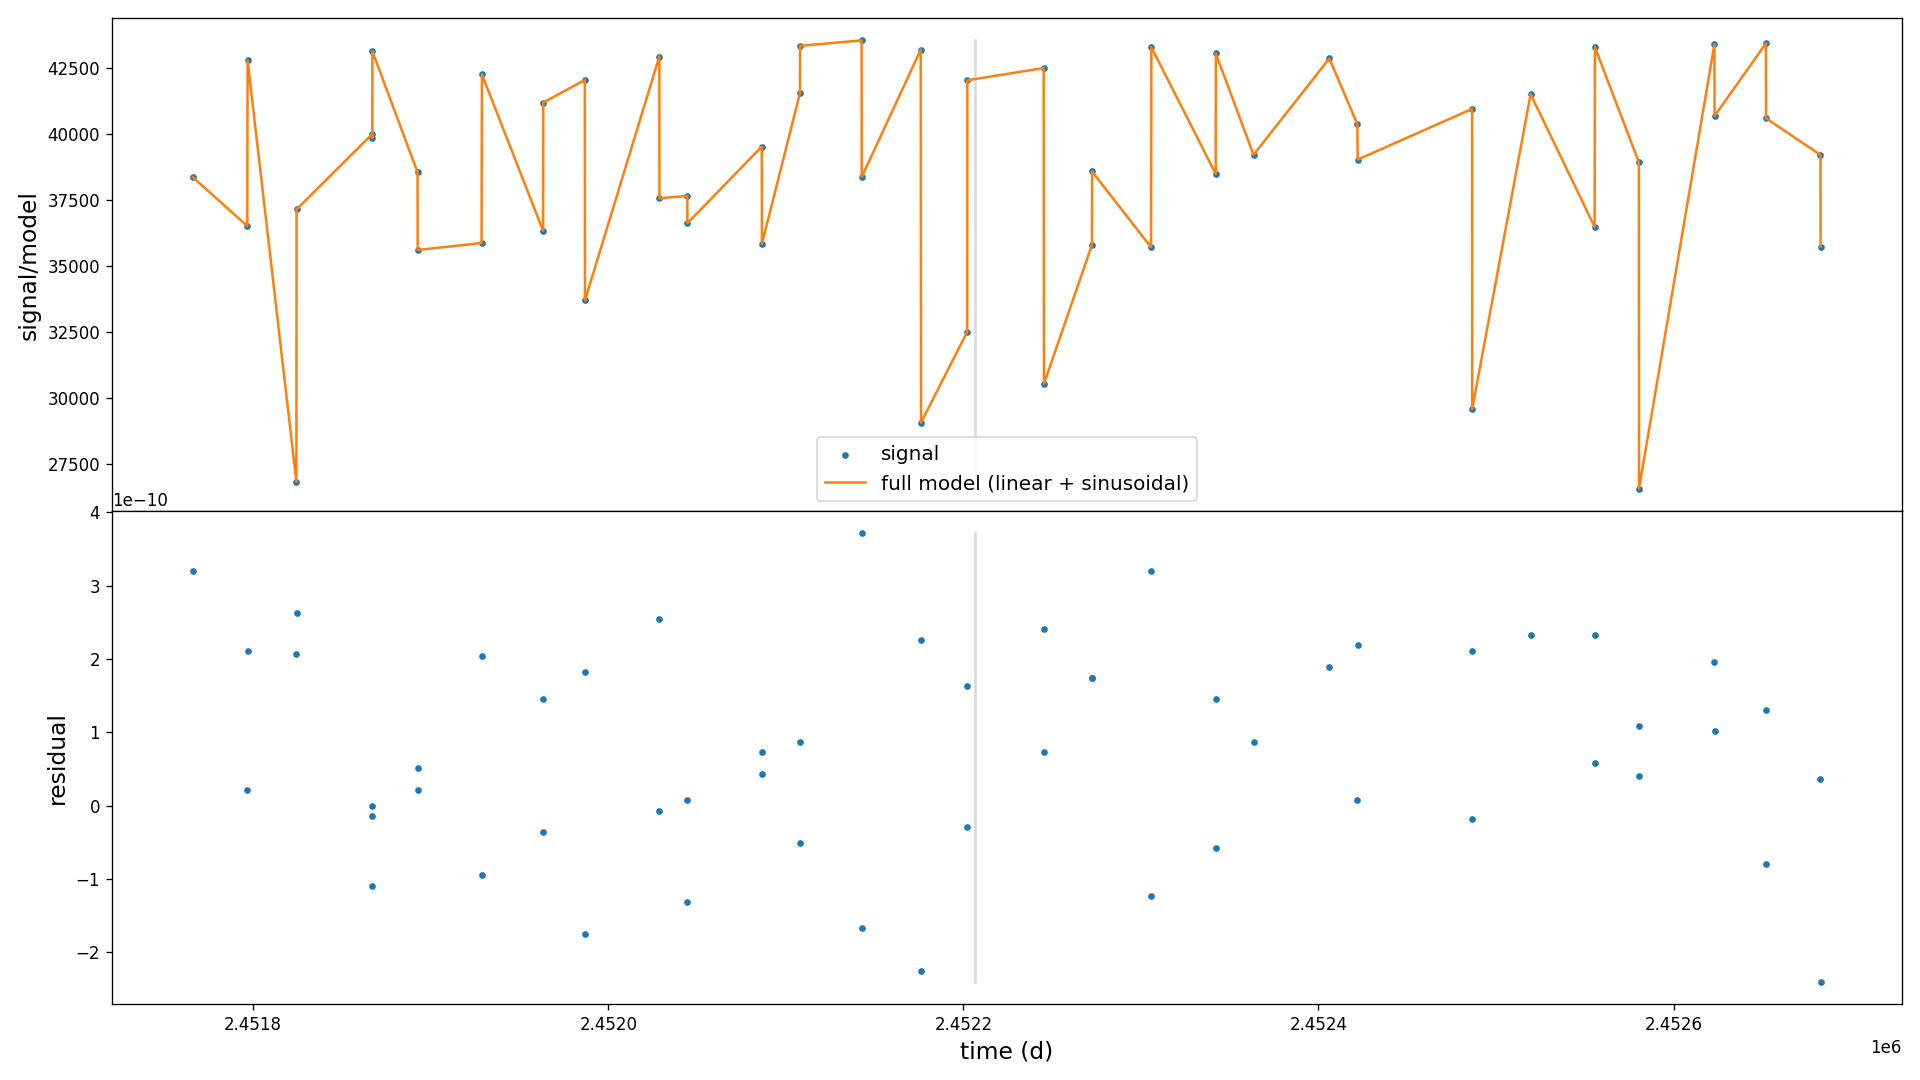 signal/model
42500
40000
37500
35000
32500
30000
27500
signal
full model (linear + sinusoidal)
1e−10
residual
4
3
2
1
0
−1
−2
2.4518
2.4520
2.4522
2.4524
2.4526
time (d)
1e6